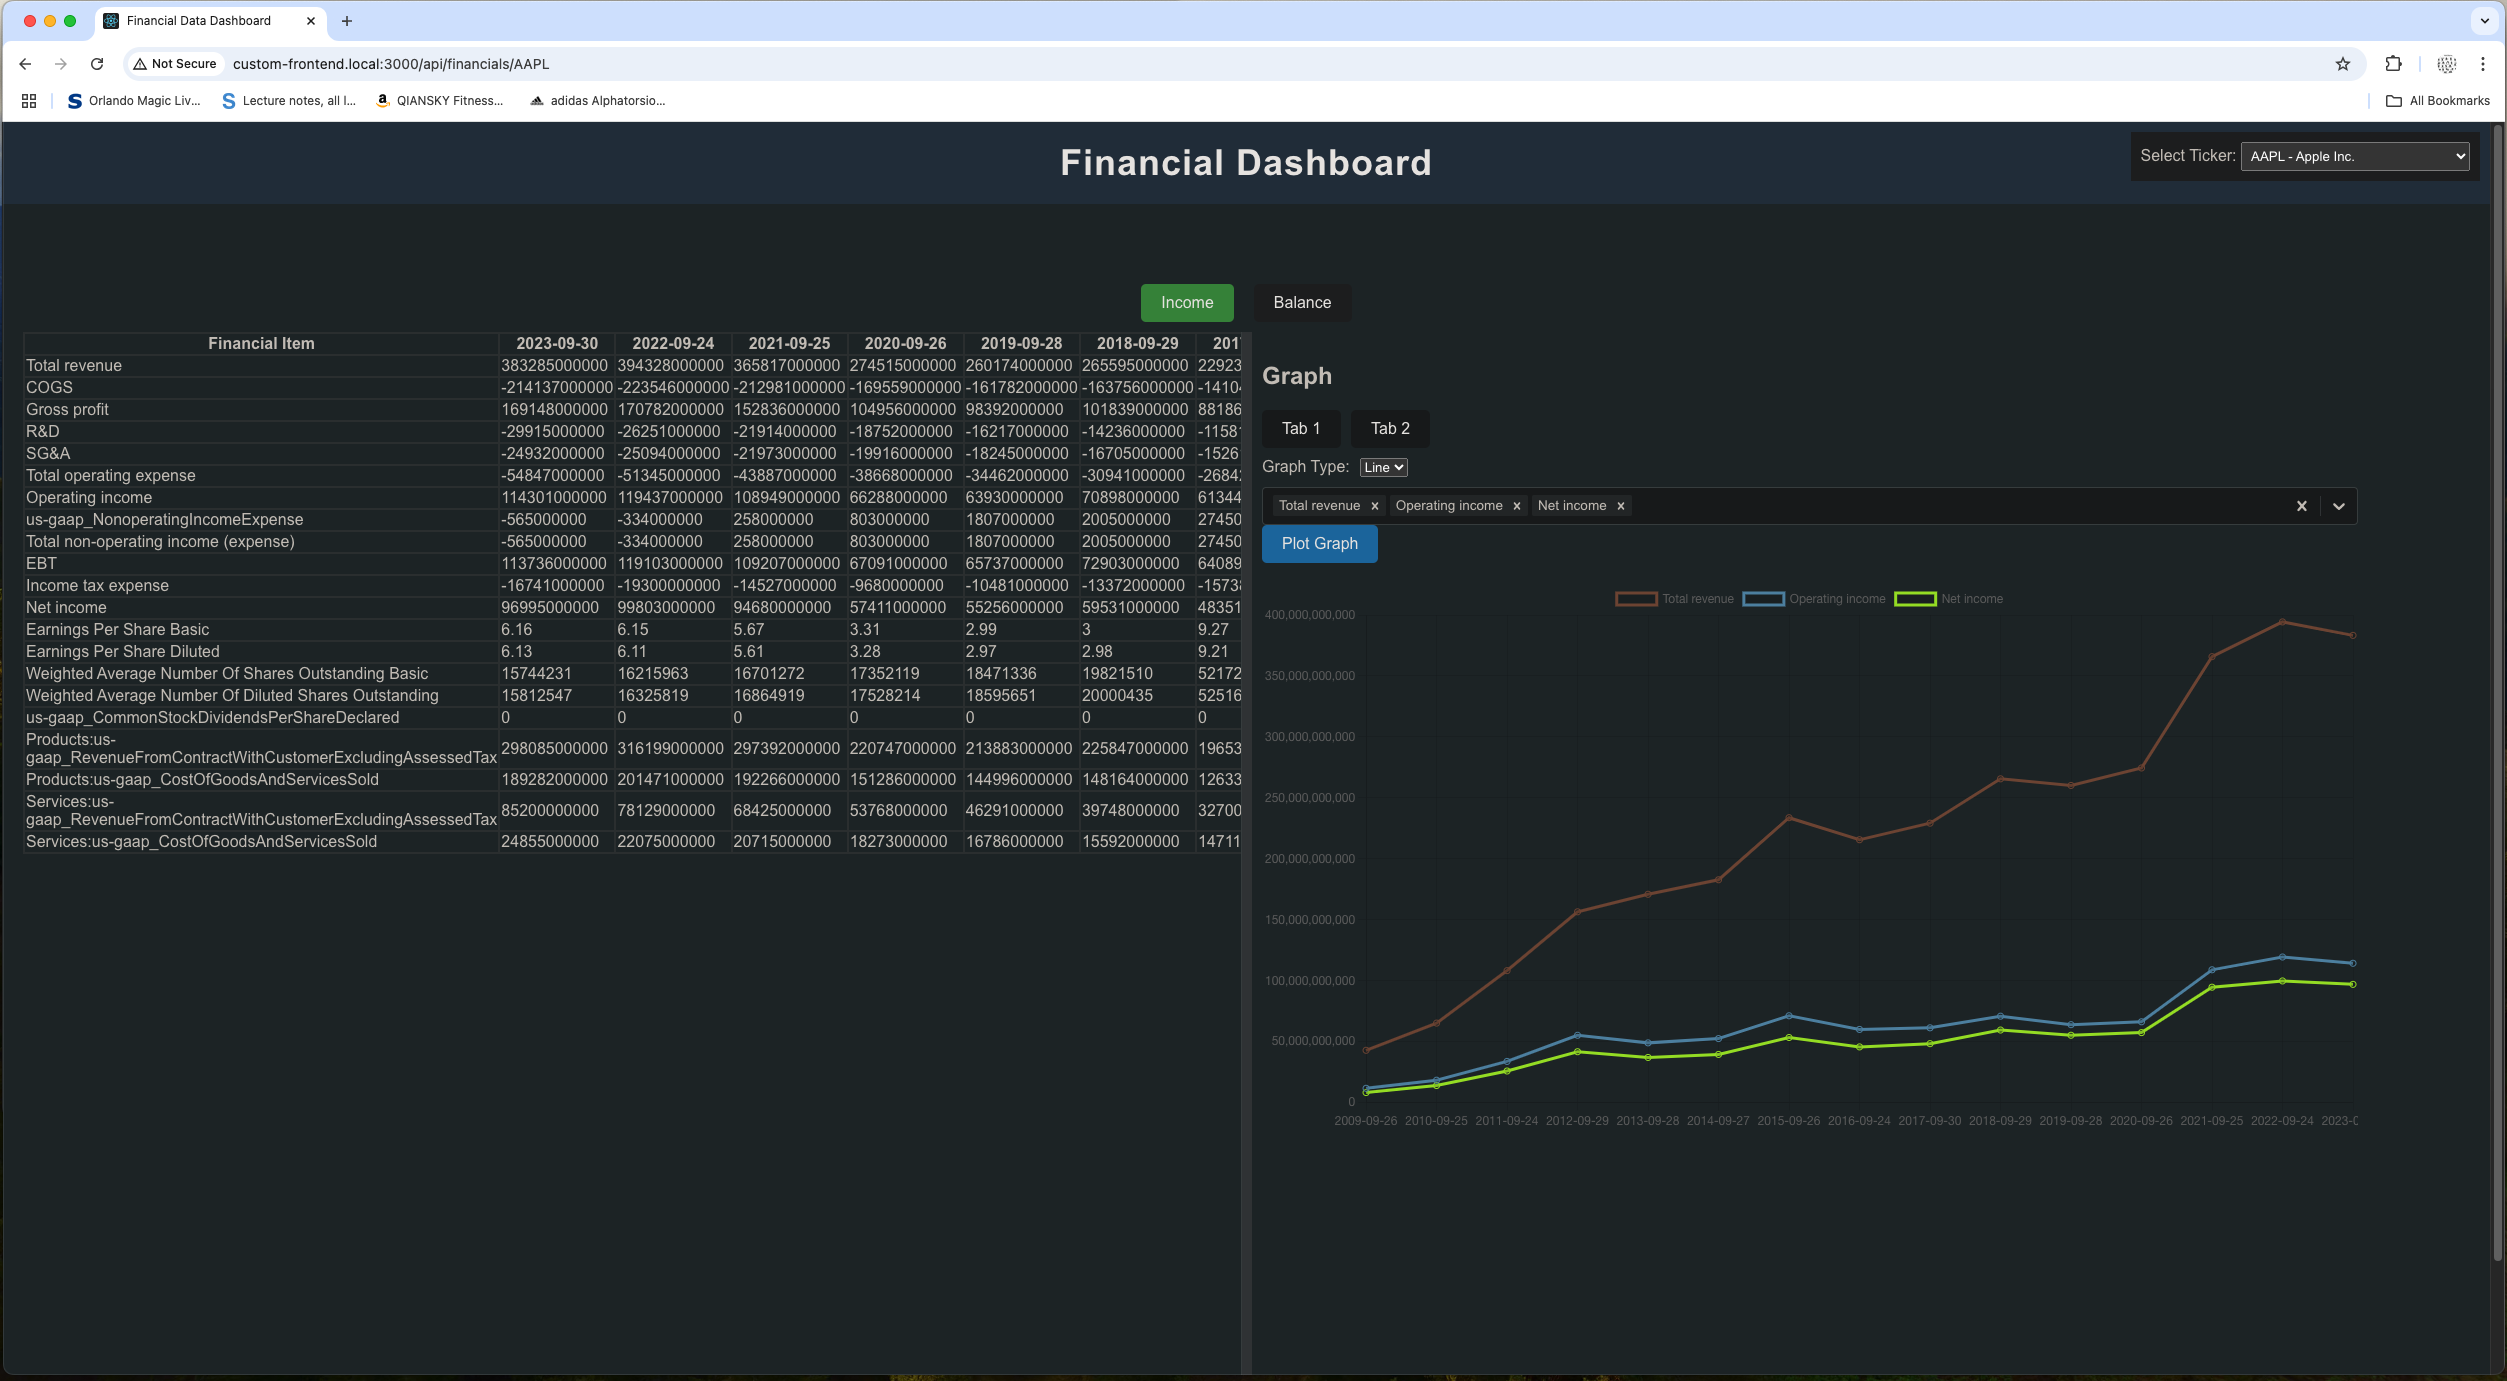 Financial Data Dashboard
Not Secure custom-frontend.local:3000/api/financials/AAPL
Orlando Magic Liv... Lecture notes, all l... QIANSKY Fitness... adidas Alphatorsio... All Bookmarks
Financial Dashboard
Select Ticker: AAPL - Apple Inc.
Income Balance
Financial Item 2023-09-30 2022-09-24 2021-09-25 2020-09-26 2019-09-28 2018-09-29 201
Total revenue 383285000000 394328000000 365817000000 274515000000 260174000000 265595000000 22923
COGS -214137000000 -223546000000 -212981000000 -169559000000 -161782000000 -163756000000 -1410
Gross profit 169148000000 170782000000 152836000000 104956000000 98392000000 101839000000 88186
R&D -29915000000 -26251000000 -21914000000 -18752000000 -16217000000 -14236000000 -1158
SG&A -24932000000 -25094000000 -21973000000 -19916000000 -18245000000 -16705000000 -1526
Total operating expense -54847000000 -51345000000 -43887000000 -38668000000 -34462000000 -30941000000 -2684
Operating income 114301000000 119437000000 108949000000 66288000000 63930000000 70898000000 61344
us-gaap_NonoperatingIncomeExpense -565000000 -334000000 258000000 803000000 1807000000 2005000000 27450
Total non-operating income (expense) -565000000 -334000000 258000000 803000000 1807000000 2005000000 27450
EBT 113736000000 119103000000 109207000000 67091000000 65737000000 72903000000 64089
Income tax expense -16741000000 -19300000000 -14527000000 -9680000000 -10481000000 -13372000000 -1573
Net income 96995000000 99803000000 94680000000 57411000000 55256000000 59531000000 48351
Earnings Per Share Basic 6.16 6.15 5.67 3.31 2.99 3 9.27
Earnings Per Share Diluted 6.13 6.11 5.61 3.28 2.97 2.98 9.21
Weighted Average Number Of Shares Outstanding Basic 15744231 16215963 16701272 17352119 18471336 19821510 52172
Weighted Average Number Of Diluted Shares Outstanding 15812547 16325819 16864919 17528214 18595651 20000435 52516
us-gaap_CommonStockDividendsPerShareDeclared 0 0 0 0 0 0 0
Products:us-
gaap_RevenueFromContractWithCustomerExcludingAssessedTax 298085000000 316199000000 297392000000 220747000000 213883000000 225847000000 19653
Products:us-gaap_CostOfGoodsAndServicesSold 189282000000 201471000000 192266000000 151286000000 144996000000 148164000000 12633
Services:us-
gaap_RevenueFromContractWithCustomerExcludingAssessedTax 85200000000 78129000000 68425000000 53768000000 46291000000 39748000000 32700
Services:us-gaap_CostOfGoodsAndServicesSold 24855000000 22075000000 20715000000 18273000000 16786000000 15592000000 14711
Graph
Tab 1 Tab 2
Graph Type: Line
Total revenue Operating income Net income
Plot Graph
Total revenue Operating income Net income
400,000,000,000
350,000,000,000
300,000,000,000
250,000,000,000
200,000,000,000
150,000,000,000
100,000,000,000
50,000,000,000
0
2009-09-26 2010-09-25 2011-09-24 2012-09-29 2013-09-28 2014-09-27 2015-09-26 2016-09-24 2017-09-30 2018-09-29 2019-09-28 2020-09-26 2021-09-25 2022-09-24 2023-